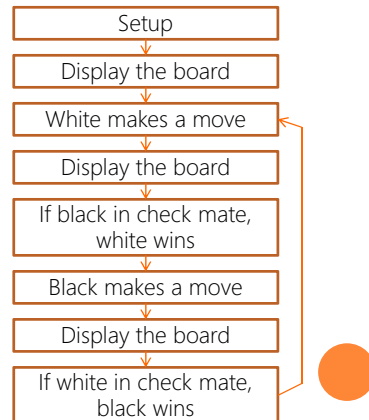 Setup
Display the board
White makes a move
Display the board
If black in check mate,
white wins
Black makes a move
Display the board
If white in check mate,
black wins